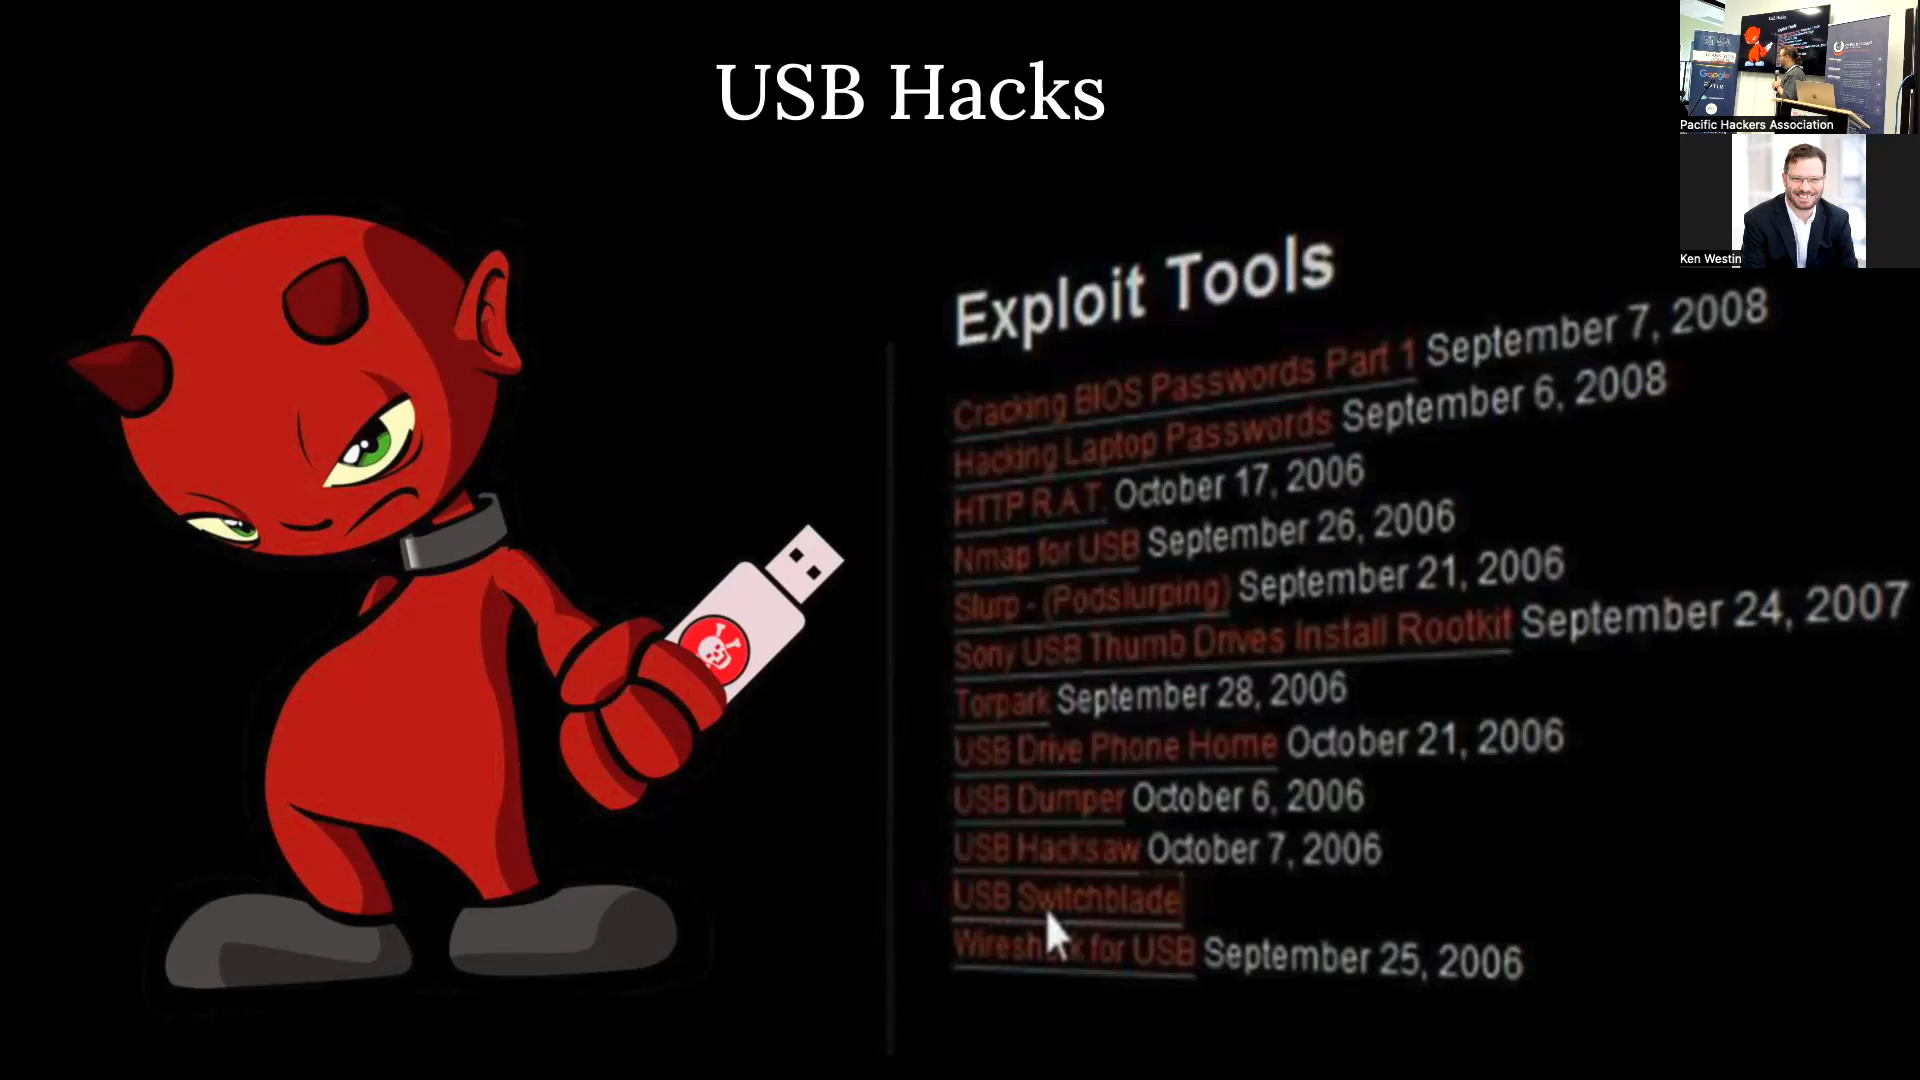 USB Hacks
Pacific Hackers Association
Ken Westin
Exploit Tools
Cracking BIOS Passwords Part 1 September 7, 2008
Hacking Laptop Passwords September 6, 2008
HTTP R.A.T. October 17, 2006
Nmap for USB September 26, 2006
Slurp - (Podslurping) September 21, 2006
Sony USB Thumb Drives Install Rootkit September 24, 2007
Torpark September 28, 2006
USB Drive Phone Home October 21, 2006
USB Dumper October 6, 2006
USB Hacksaw October 7, 2006
USB Switchblade
for USB September 25, 2006
Google